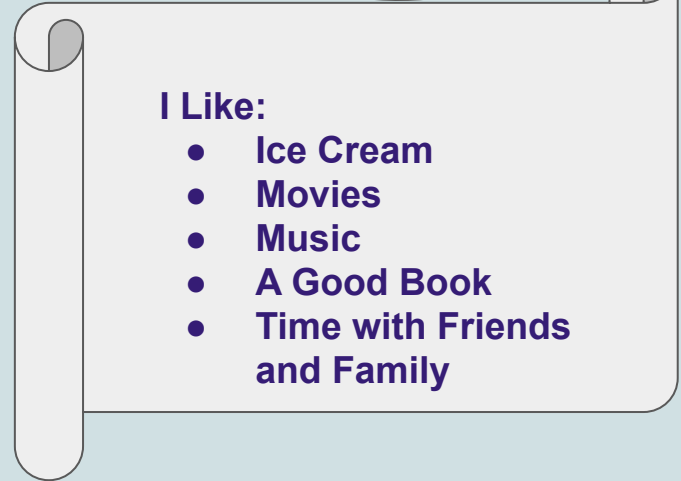 I Like:
● Ice Cream
● Movies
● Music
● A Good Book
● Time with Friends
and Family